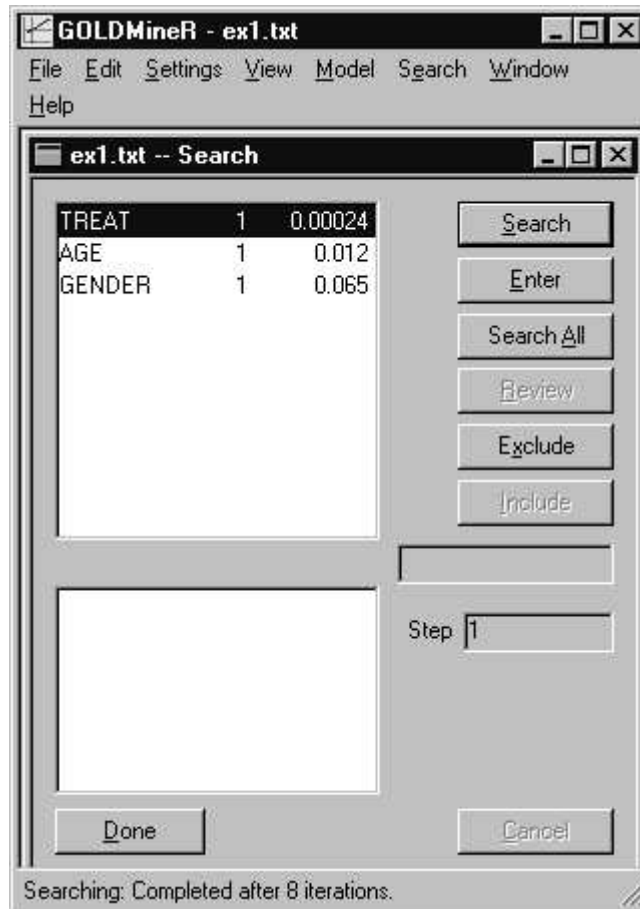 GOLDMineR - ex1.txt
File Edit Settings View Model Search Window
Help
ex1.txt -- Search
TREAT 1 0.00024
AGE 1 0.012
GENDER 1 0.065
Search
Enter
Search All
Review
Exclude
Include
Step 1
Done
Cancel
Searching: Completed after 8 iterations.